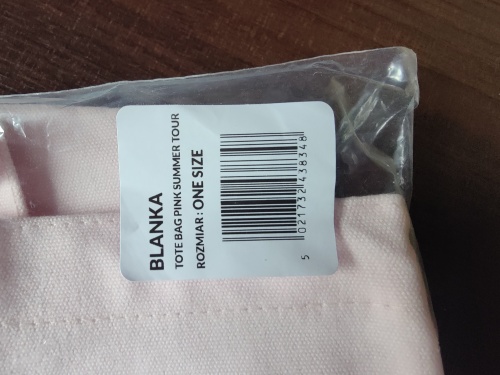 BLANKA
TOTE BAG PINK SUMMER TOUR
ROZMIAR: ONE SIZE
5 021732 438348